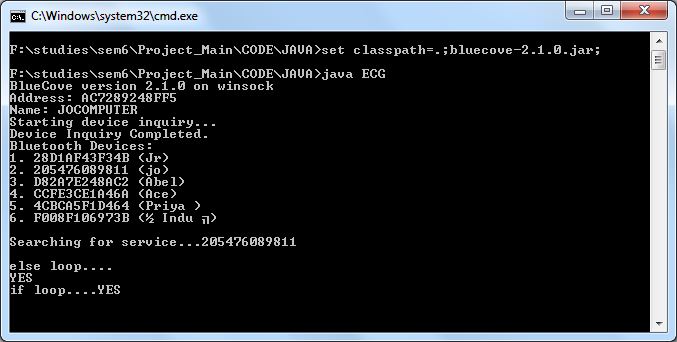 C:\Windows\system32\cmd.exe
F:\studies\sem6\Project_Main\CODE\JAVA>set classpath=.;bluecove-2.1.0.jar;
F:\studies\sem6\Project_Main\CODE\JAVA>java ECG
BlueCove version 2.1.0 on winsock
Address: AC7289248FF5
Name: JOCOMPUTER
Starting device inquiry...
Device Inquiry Completed.
Bluetooth Devices:
1. 28D1AF43F34B (Jr)
2. 205476089811 (jo)
3. D82A7E248AC2 (Abel)
4. CCFE3CE1A46A (Ace)
5. 4CBCA5F1D464 (Priya )
6. F008F106973B (½ Indu ╖)
Searching for service...205476089811
else loop....
YES
if loop....YES